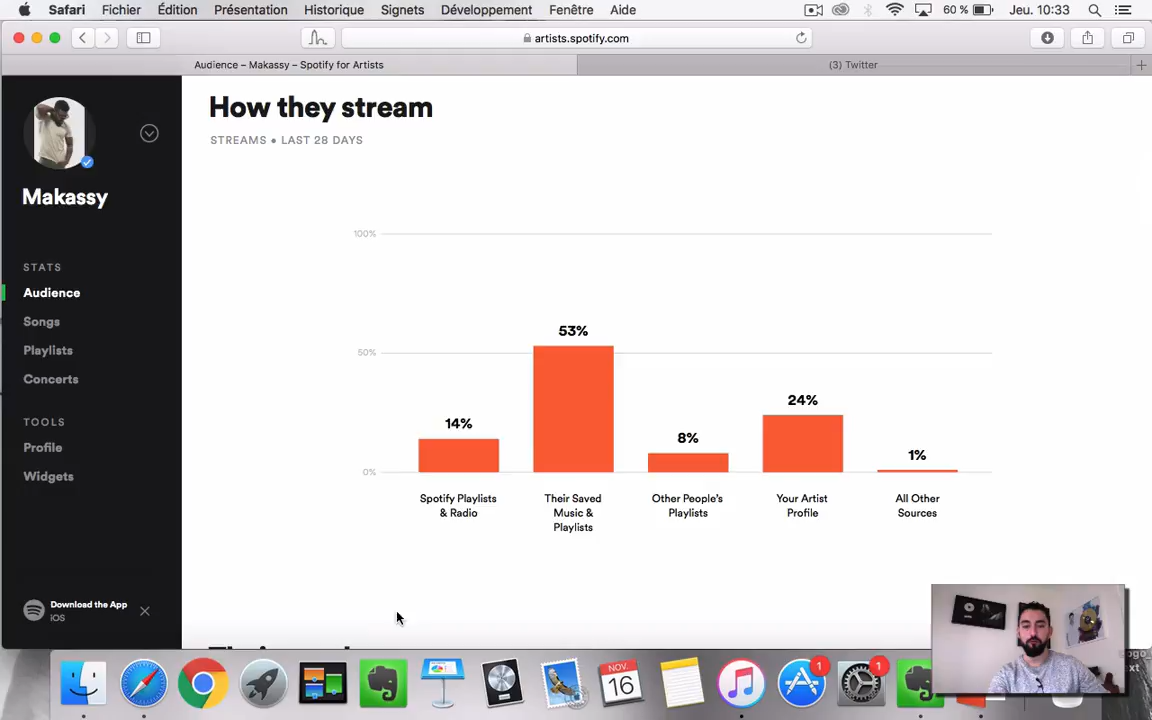 Safari Fichier Édition Présentation Historique Signets Développement Fenêtre Aide 60 % Jeu. 10:33
artists.spotify.com
Audience – Makassy – Spotify for Artists
(3) Twitter
Makassy
STATS
Audience
Songs
Playlists
Concerts
TOOLS
Profile
Widgets
Download the App
iOS
How they stream
STREAMS • LAST 28 DAYS
100%
50%
0%
14%
53%
8%
24%
1%
Spotify Playlists
& Radio
Their Saved
Music &
Playlists
Other People's
Playlists
Your Artist
Profile
All Other
Sources
NOV.
16
1
1